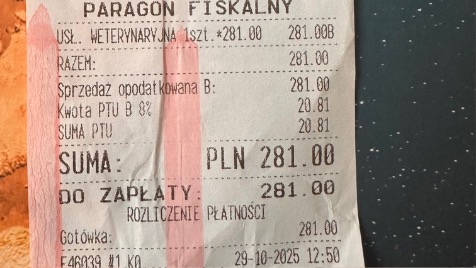 PARAGON FISKALNY
USŁ. WETERYNARYJNA 1szt.*281.00 281.00B
RAZEM: 281.00
Sprzedaż opodatkowana B: 281.00
Kwota PTU B 8% 20.81
SUMA PTU 20.81
SUMA: PLN 281.00
DO ZAPŁATY: 281.00
ROZLICZENIE PŁATNOŚCI
Gotówka: 281.00
F46039 #1 K0 29-10-2025 12:50